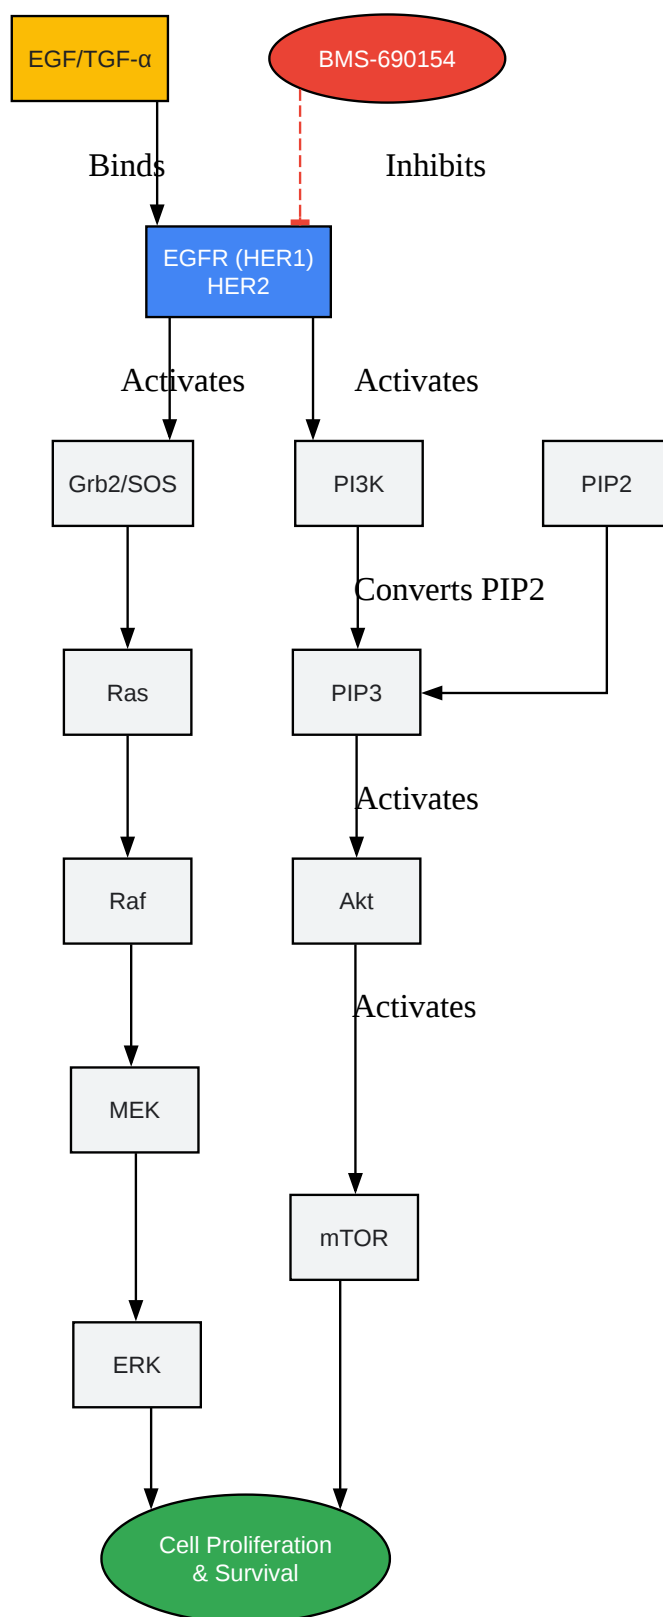 EGF/TGF-α
BMS-690154
Binds
Inhibits
EGFR (HER1)
HER2
Activates
Activates
Grb2/SOS
PI3K
PIP2
Converts PIP2
Ras
PIP3
Activates
Raf
Akt
Activates
MEK
mTOR
ERK
Cell Proliferation
& Survival